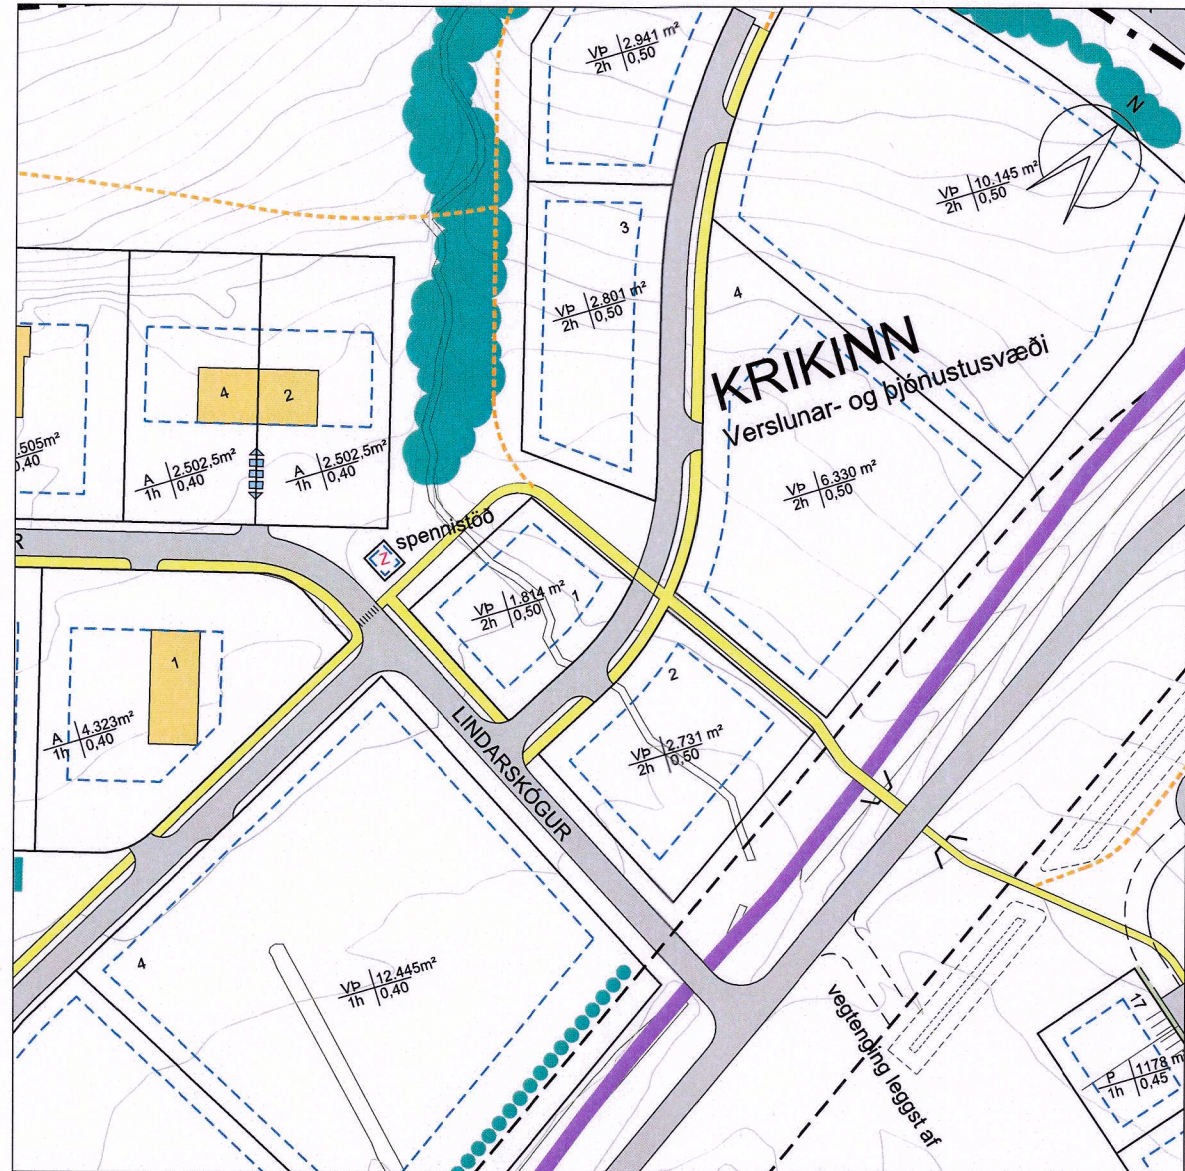 VÞ 2.941 m²
2h 0,50
N
VÞ 10.145 m²
2h 0,50
3
VÞ 2.801 m²
2h 0,50
4
KRIKINN
Verslunar- og þjónustusvæði
4
2
.505m²
0,40
A 2.502,5m²
1h 0,40
A 2.502,5m²
1h 0,40
VÞ 6.330 m²
2h 0,50
R
spennistöð
Z
VÞ 1.814 m²
2h 0,50
1
1
2
A 4.323m²
1h 0,40
LINDARSKÓGUR
VÞ 2.731 m²
2h 0,50
4
VÞ 12.445m²
1h 0,40
vegtenging leggst af
17
P 1178 m
1h 0,45